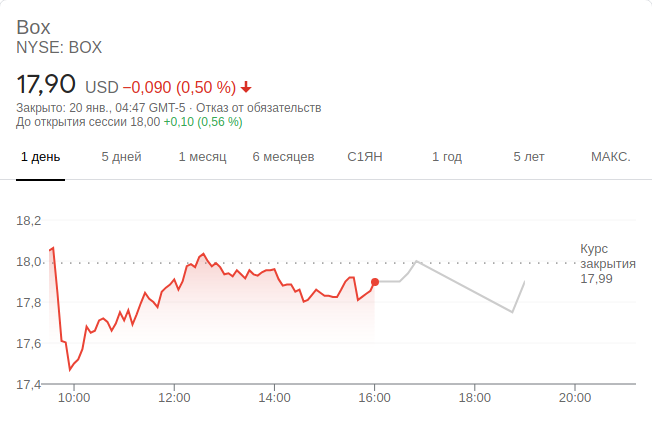 Box
NYSE: BOX
17,90 USD −0,090 (0,50 %)
Закрыто: 20 янв., 04:47 GMT-5 · Отказ от обязательств
До открытия сессии 18,00 +0,10 (0,56 %)
1 день 5 дней 1 месяц 6 месяцев С1ЯН 1 год 5 лет МАКС.
18,2
18,0
17,8
17,6
17,4
Курс
закрытия
17,99
10:00 12:00 14:00 16:00 18:00 20:00